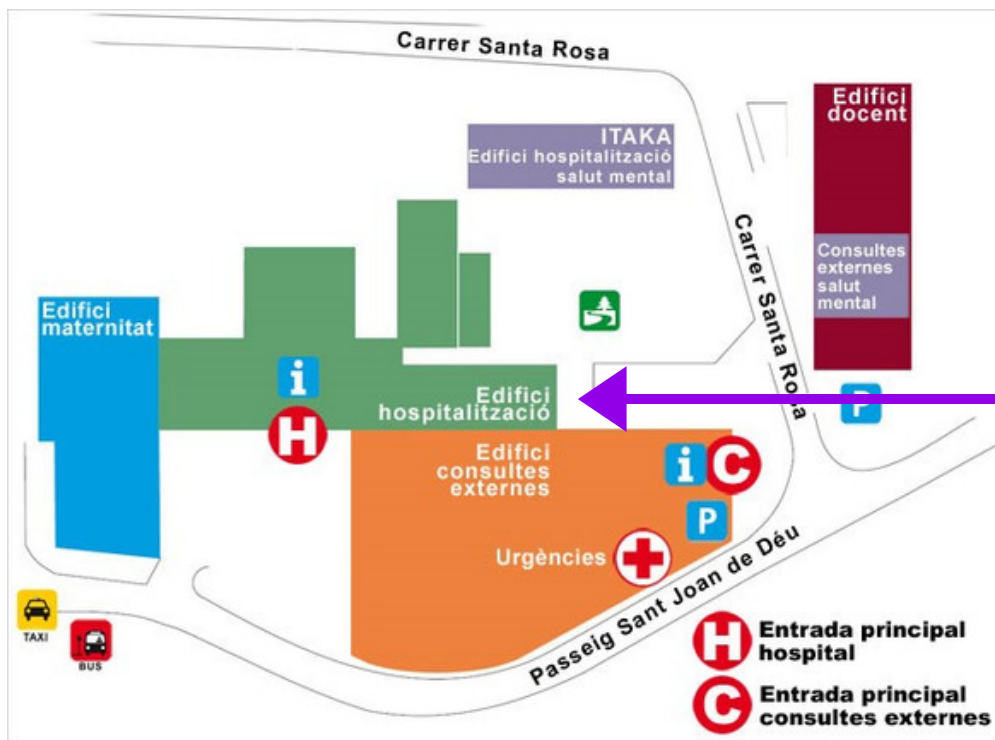 Carrer Santa Rosa
Edifici
docent
ITAKA
Edifici hospitalització
salut mental
Carrer Santa Rosa
Consultes
externes
salut
mental
Edifici
maternitat
i
Edifici
hospitalització
P
H
Edifici
consultes
externes
i
C
P
Urgències
Passeig Sant Joan de Déu
TAXI
BUS
H
Entrada principal
hospital
C
Entrada principal
consultes externes